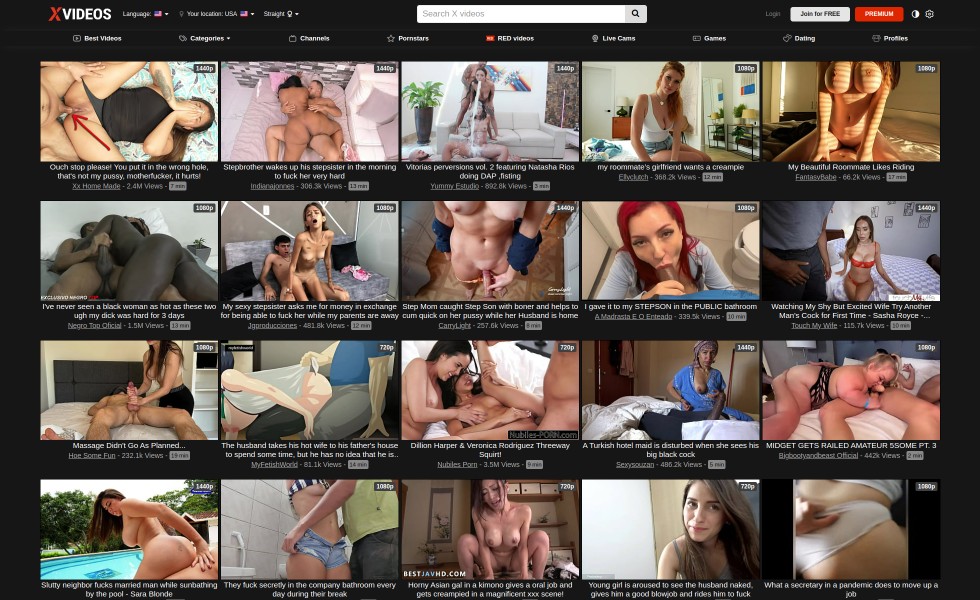 XVIDEOS
Language:
Your location: USA
Straight
Search X videos
Login
Join for FREE
PREMIUM
Best Videos
Categories
Channels
Pornstars
RED videos
Live Cams
Games
Dating
Profiles
1440p
1440p
1440p
1080p
1080p
Ouch stop please! You put it in the wrong hole,
that's not my pussy, motherfucker, it hurts!
Xx Home Made - 2.4M Views - 7 min
Stepbrother wakes up his stepsister in the morning
to fuck her very hard
Indianajonnes - 306.3k Views - 13 min
Vitorias perversions vol. 2 featuring Natasha Rios
doing DAP ,fisting
Yummy Estudio - 892.8k Views - 3 min
my roommate's girlfriend wants a creampie
Ellyclutch - 368.2k Views - 12 min
My Beautiful Roommate Likes Riding
FantasyBabe - 66.2k Views - 17 min
1080p
1080p
1440p
1080p
1440p
EXCLUSIVO NEGRO
I've never seen a black woman as hot as these two
ugh my dick was hard for 3 days
Negro Top Oficial - 1.5M Views - 13 min
My sexy stepsister asks me for money in exchange
for being able to fuck her while my parents are away
Jgproducciones - 481.8k Views - 12 min
Step Mom caught Step Son with boner and helps to
cum quick on her pussy while her Husband is home
CarryLight - 257.6k Views - 8 min
I gave it to my STEPSON in the PUBLIC bathroom
A Madrasta E O Enteado - 339.5k Views - 10 min
Watching My Shy But Excited Wife Try Another
Man's Cock for First Time - Sasha Royce -...
Touch My Wife - 115.7k Views - 10 min
1080p
720p
720p
1440p
1080p
Nubiles-PORN.com
Massage Didn't Go As Planned...
Hoe Some Fun - 232.1k Views - 19 min
The husband takes his hot wife to his father's house
to spend some time, but he has no idea that he is..
MyFetishWorld - 81.1k Views - 14 min
Dillion Harper & Veronica Rodriguez Threeway
Squirt!
Nubiles Porn - 3.5M Views - 9 min
A Turkish hotel maid is disturbed when she sees his
big black cock
Sexysouzan - 486.2k Views - 5 min
MIDGET GETS RAILED AMATEUR 5SOME PT. 3
Bigbootyandbeast Official - 442k Views - 2 min
1440p
1080p
720p
720p
1080p
BESTJAVHD.COM
Slutty neighbor fucks married man while sunbathing
by the pool - Sara Blonde
They fuck secretly in the company bathroom every
day during their break
Horny Asian gal in a kimono gives a oral job and
gets creampied in a magnificent xxx scene!
Young girl is aroused to see the husband naked,
gives him a good blowjob and rides him to fuck
What a secretary in a pandemic does to move up a
job